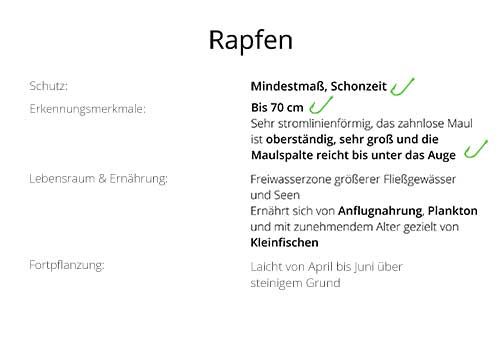 Rapfen
Schutz: Mindestmaß, Schonzeit
Erkennungsmerkmale: Bis 70 cm
Sehr stromlinienförmig, das zahnlose Maul
ist oberständig, sehr groß und die
Maulspalte reicht bis unter das Auge
Lebensraum & Ernährung: Freiwasserzone größerer Fließgewässer
und Seen
Ernährt sich von Anflugnahrung, Plankton
und mit zunehmendem Alter gezielt von
Kleinfischen
Fortpflanzung: Laicht von April bis Juni über
steinigem Grund